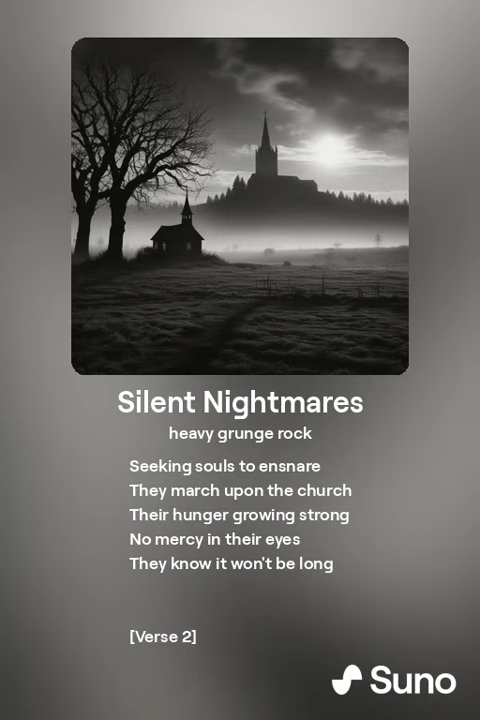 Silent Nightmares
heavy grunge rock
Seeking souls to ensnare
They march upon the church
Their hunger growing strong
No mercy in their eyes
They know it won't be long
[Verse 2]
Suno